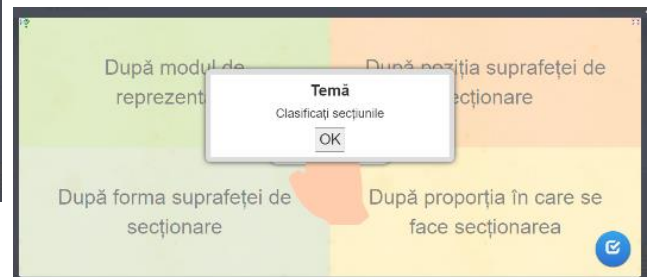 După modul de
reprezent
După poziția suprafeței de
ecționare
Temă
Clasificați secțiunile
OK
După forma suprafeței de
secționare
După proporția în care se
face secționarea